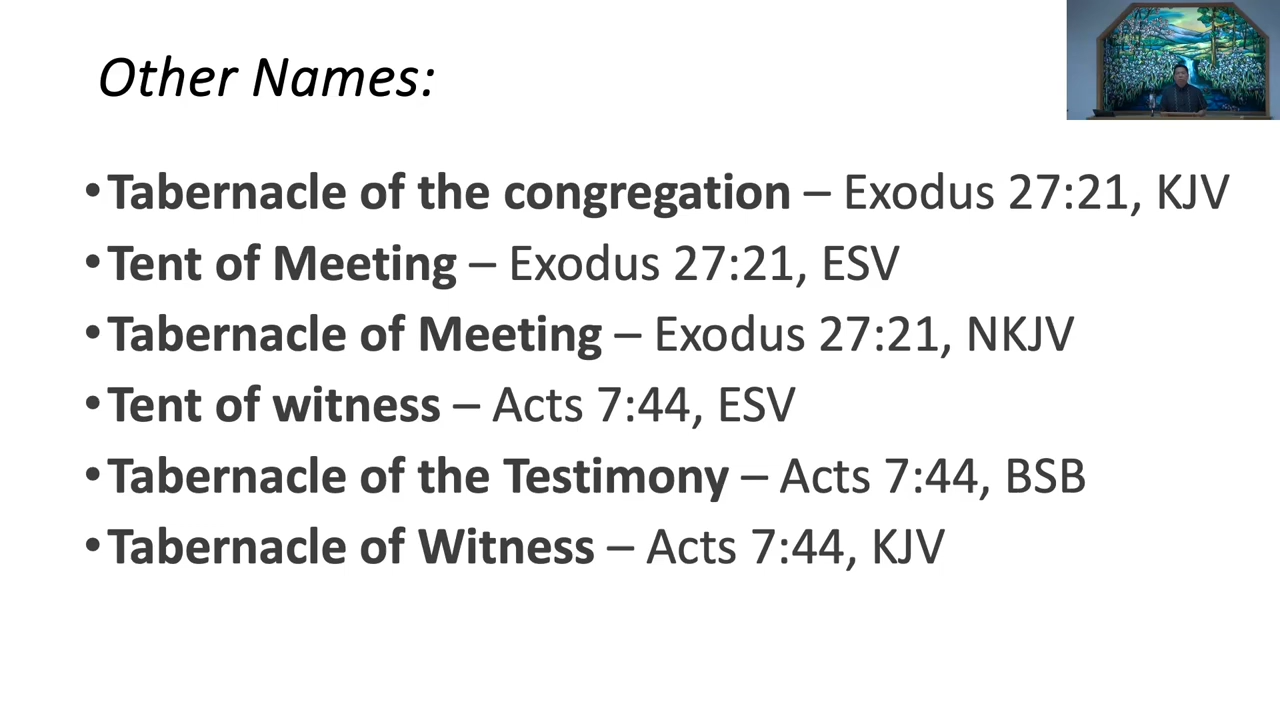 Other Names:
•Tabernacle of the congregation – Exodus 27:21, KJV
•Tent of Meeting – Exodus 27:21, ESV
•Tabernacle of Meeting – Exodus 27:21, NKJV
•Tent of witness – Acts 7:44, ESV
•Tabernacle of the Testimony – Acts 7:44, BSB
•Tabernacle of Witness – Acts 7:44, KJV